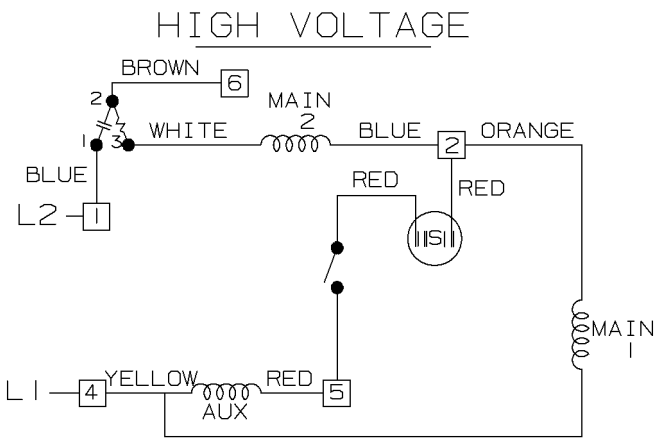 HIGH VOLTAGE
BROWN
6
2
MAIN
2
1
3
WHITE
BLUE
2
ORANGE
BLUE
RED
RED
L2
1
S
MAIN
1
L1
4
YELLOW
RED
5
AUX